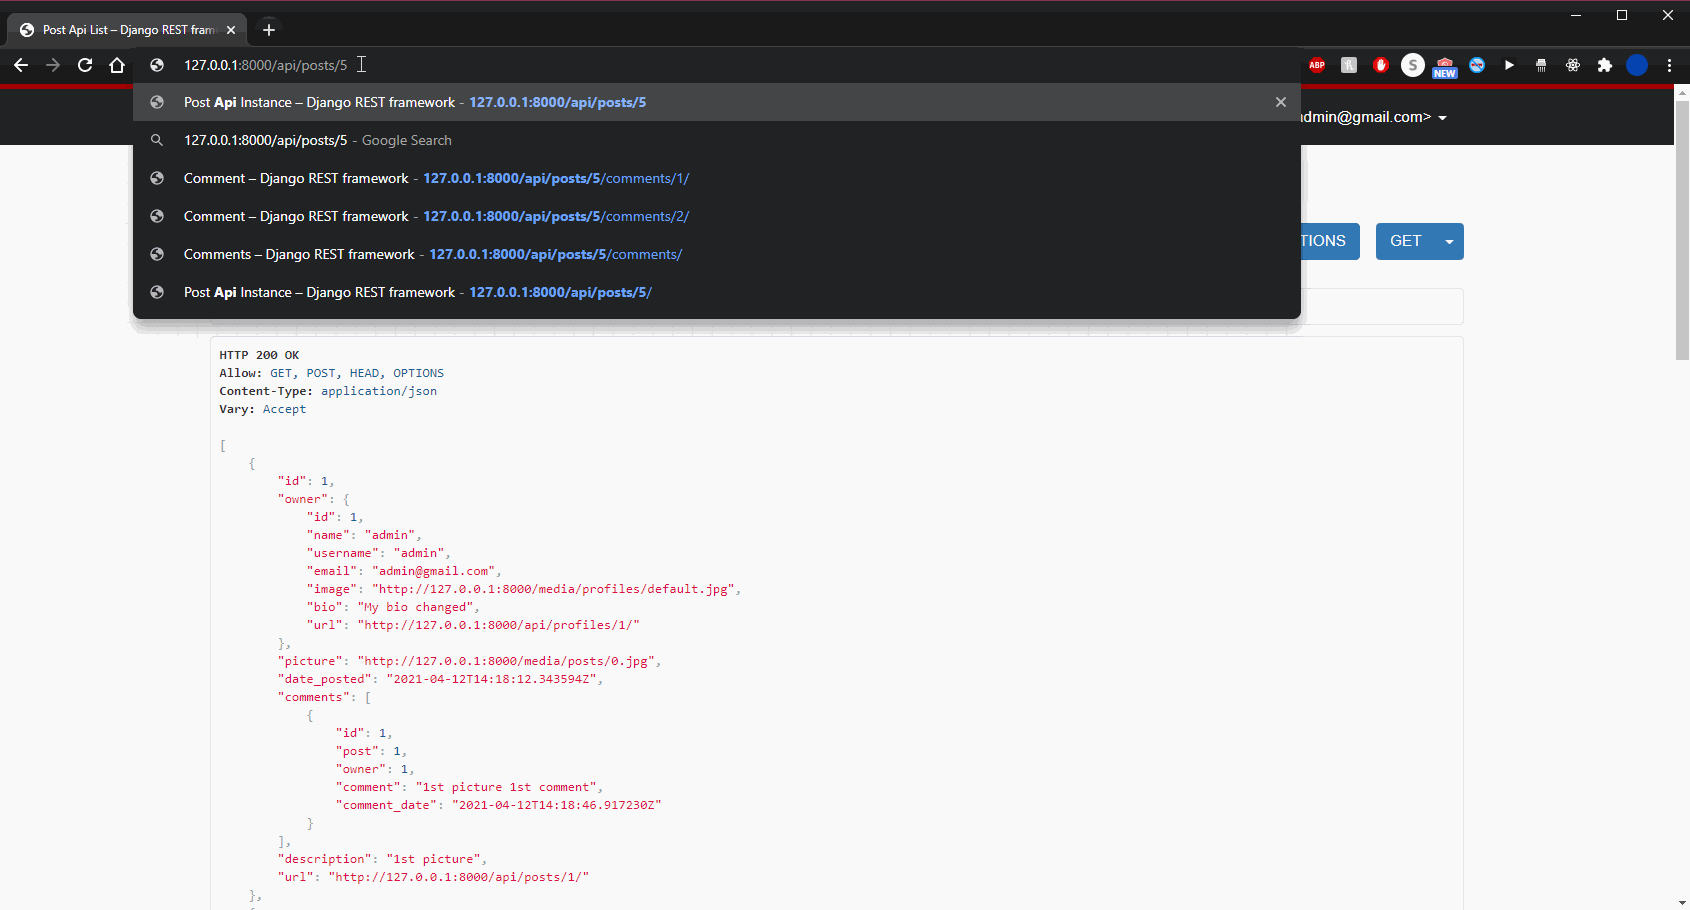 Post Api List – Django REST fram
127.0.0.1:8000/api/posts/5
ABP
S
NEW
Post Api Instance – Django REST framework - 127.0.0.1:8000/api/posts/5
127.0.0.1:8000/api/posts/5 - Google Search
Comment – Django REST framework - 127.0.0.1:8000/api/posts/5/comments/1/
Comment – Django REST framework - 127.0.0.1:8000/api/posts/5/comments/2/
Comments – Django REST framework - 127.0.0.1:8000/api/posts/5/comments/
Post Api Instance – Django REST framework - 127.0.0.1:8000/api/posts/5/
dmin@gmail.com>
TIONS
GET
HTTP 200 OK
Allow: GET, POST, HEAD, OPTIONS
Content-Type: application/json
Vary: Accept
[
{
"id": 1,
"owner": {
"id": 1,
"name": "admin",
"username": "admin",
"email": "admin@gmail.com",
"image": "http://127.0.0.1:8000/media/profiles/default.jpg",
"bio": "My bio changed",
"url": "http://127.0.0.1:8000/api/profiles/1/"
},
"picture": "http://127.0.0.1:8000/media/posts/0.jpg",
"date_posted": "2021-04-12T14:18:12.343594Z",
"comments": [
{
"id": 1,
"post": 1,
"owner": 1,
"comment": "1st picture 1st comment",
"comment_date": "2021-04-12T14:18:46.917230Z"
}
],
"description": "1st picture",
"url": "http://127.0.0.1:8000/api/posts/1/"
},